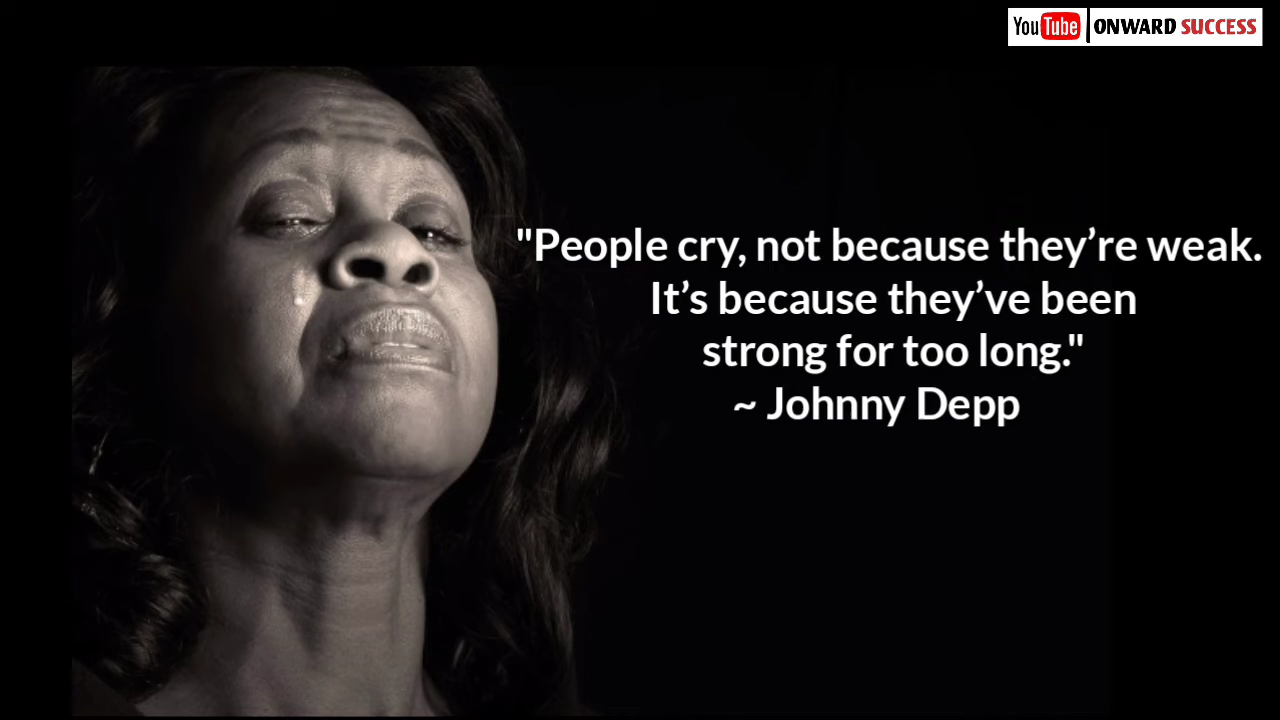 YouTube ONWARD SUCCESS
"People cry, not because they’re weak.
It’s because they’ve been
strong for too long."
~ Johnny Depp